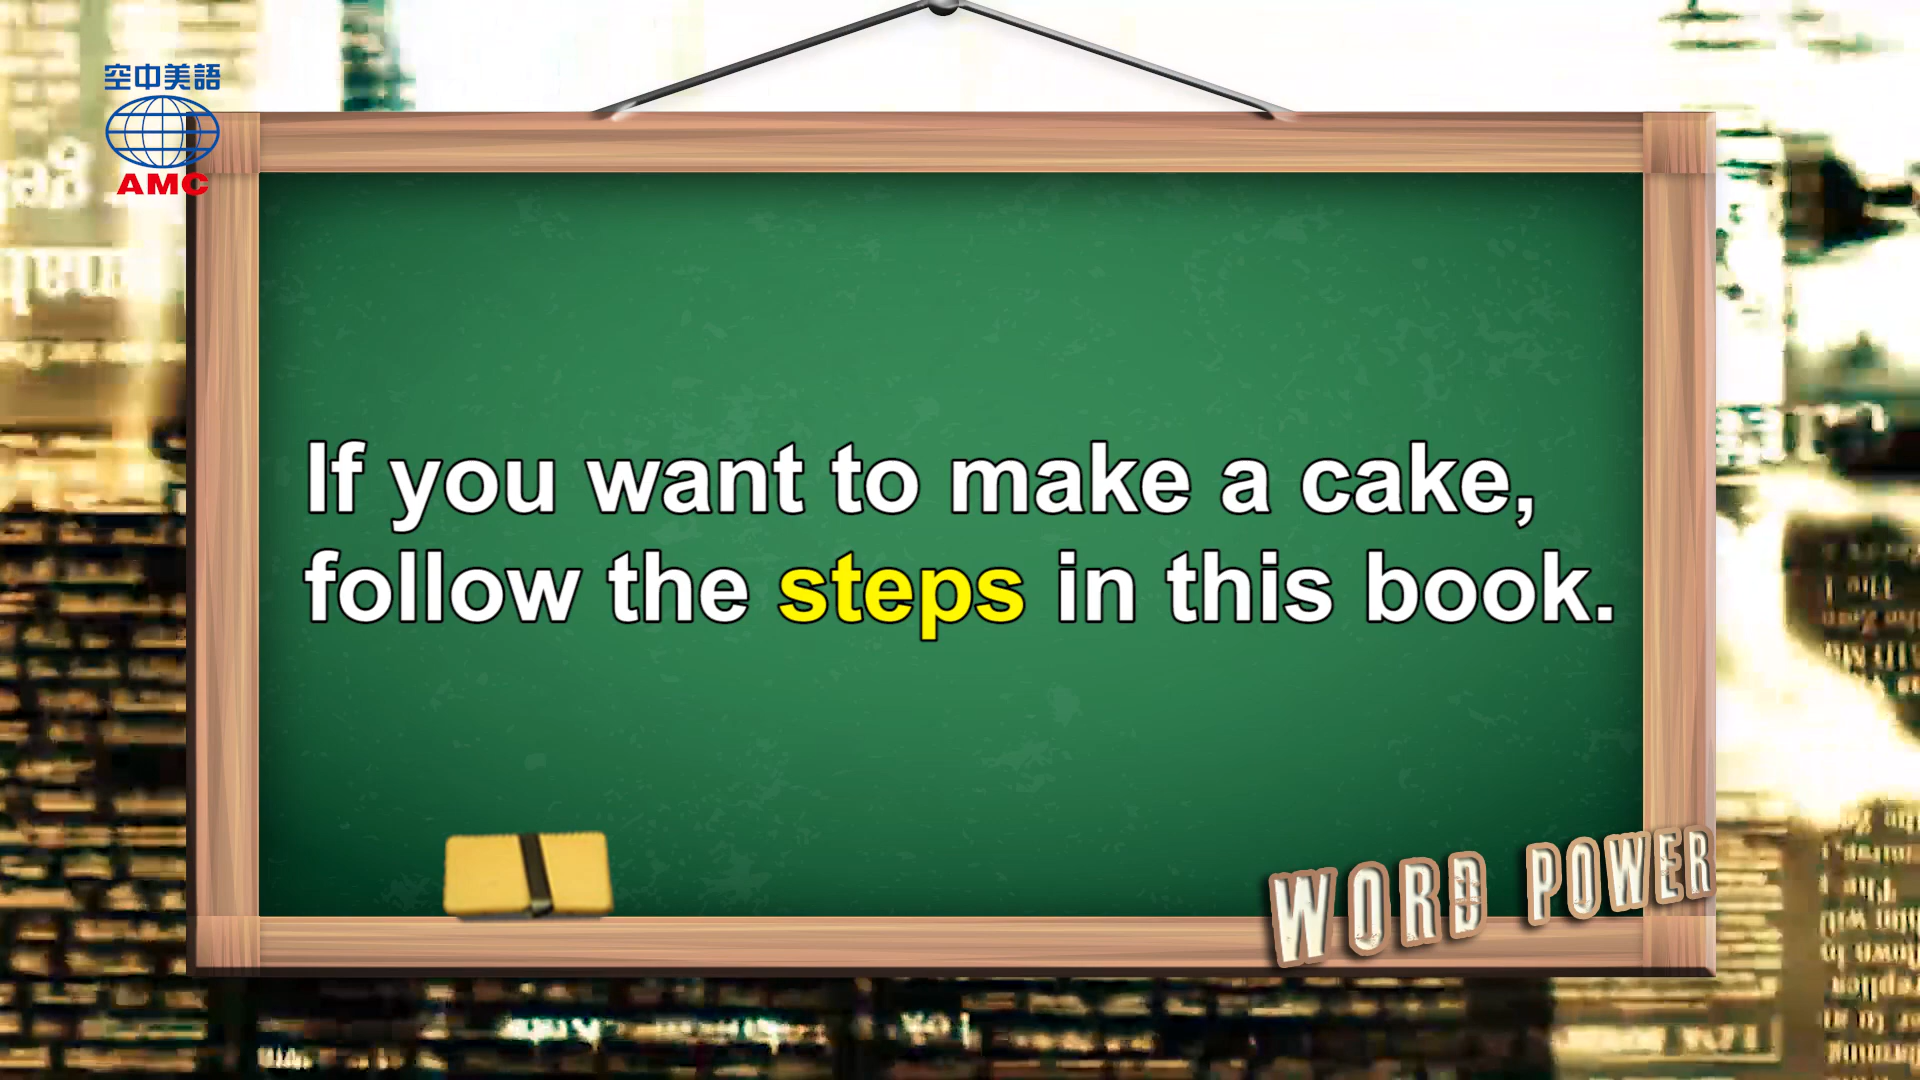 空中美語
AMC
If you want to make a cake,
follow the steps in this book.
WORD POWER